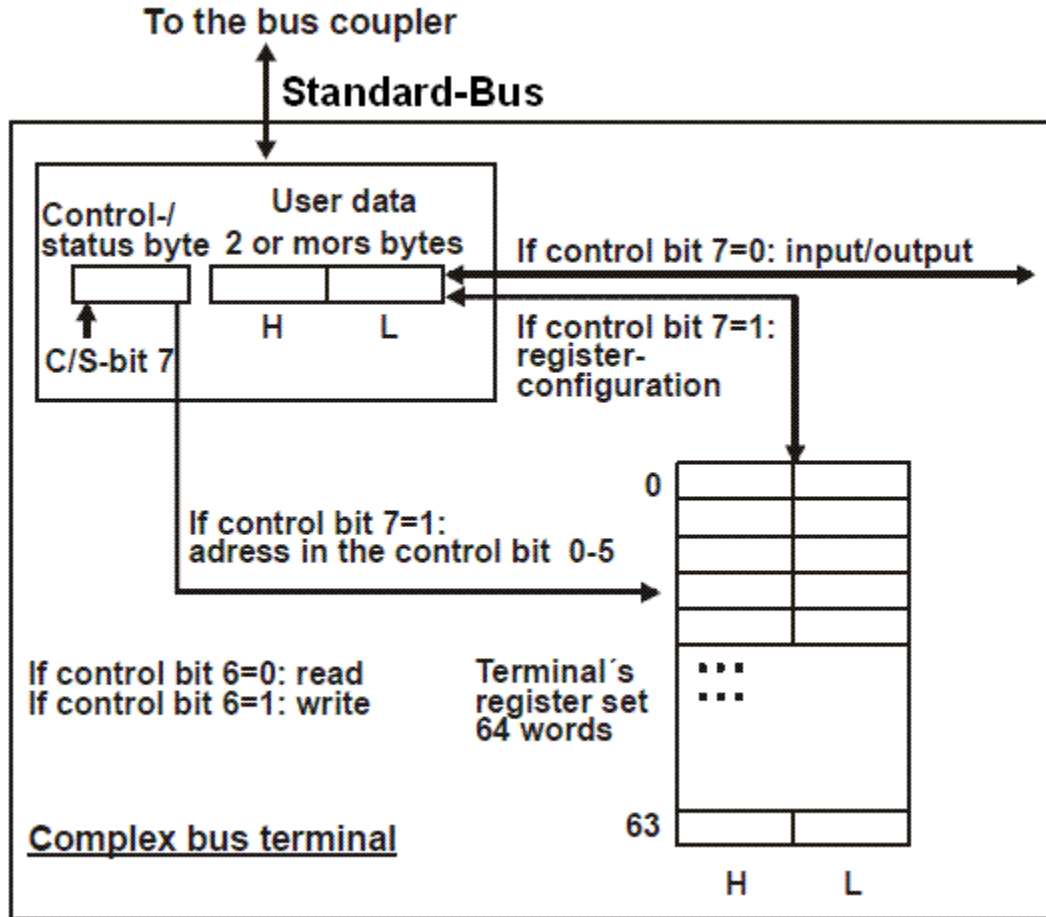 To the bus coupler
Standard-Bus
Control-/
status byte
User data
2 or mors bytes
H
L
C/S-bit 7
If control bit 7=0: input/output
If control bit 7=1:
register-
configuration
0
If control bit 7=1:
adress in the control bit 0-5
If control bit 6=0: read
If control bit 6=1: write
Terminal´s
register set
64 words
63
H
L
Complex bus terminal